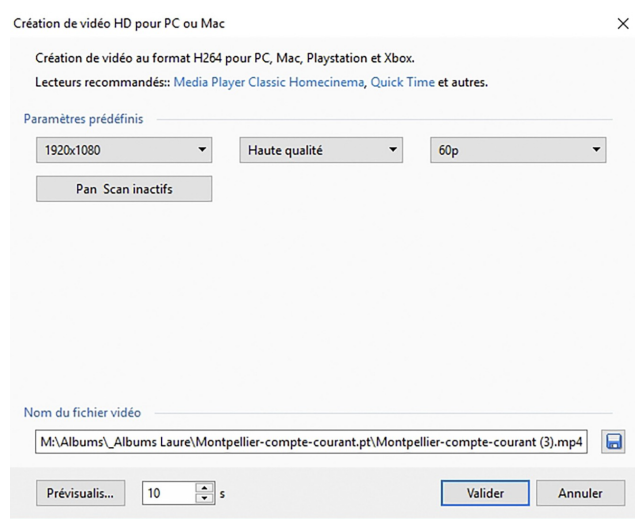 Création de vidéo HD pour PC ou Mac
Création de vidéo au format H264 pour PC, Mac, Playstation et Xbox.
Lecteurs recommandés:: Media Player Classic Homecinema, Quick Time et autres.
Paramètres prédéfinis
1920x1080 Haute qualité 60p
Pan Scan inactifs
Nom du fichier vidéo
M:\Albums\_Albums Laure\Montpellier-compte-courant.pt\Montpellier-compte-courant (3).mp4
Prévisualis... 10 s Valider Annuler